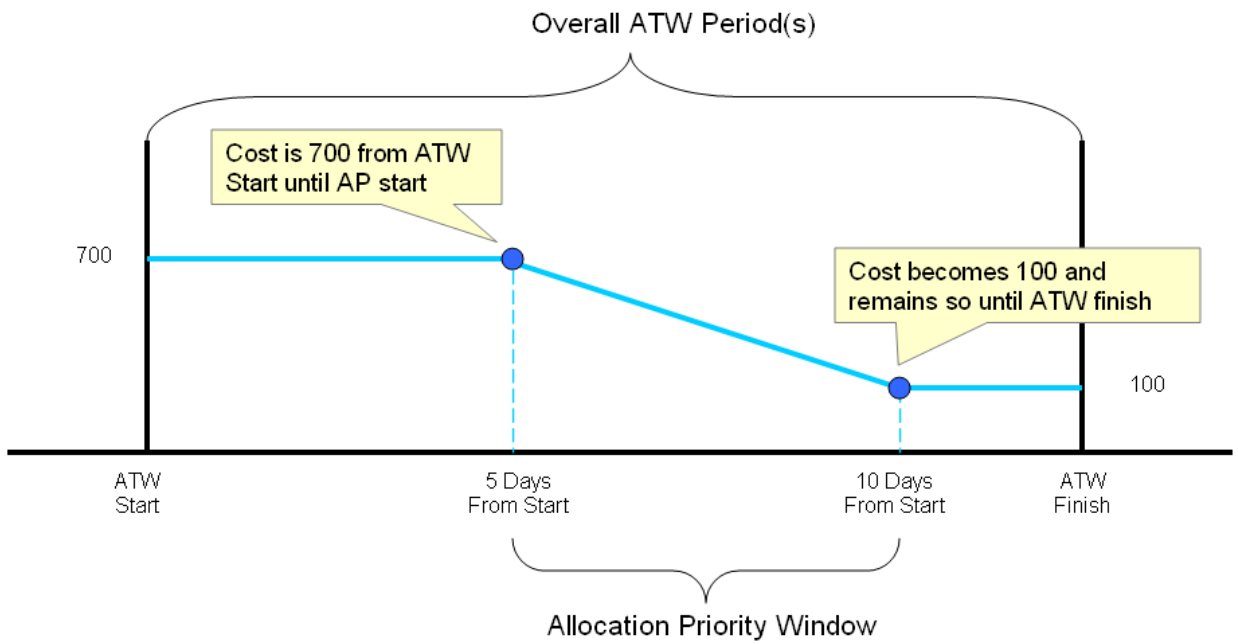 Overall ATW Period(s)
Cost is 700 from ATW
Start until AP start
700
Cost becomes 100 and
remains so until ATW finish
100
ATW
Start
5 Days
From Start
10 Days
From Start
ATW
Finish
Allocation Priority Window